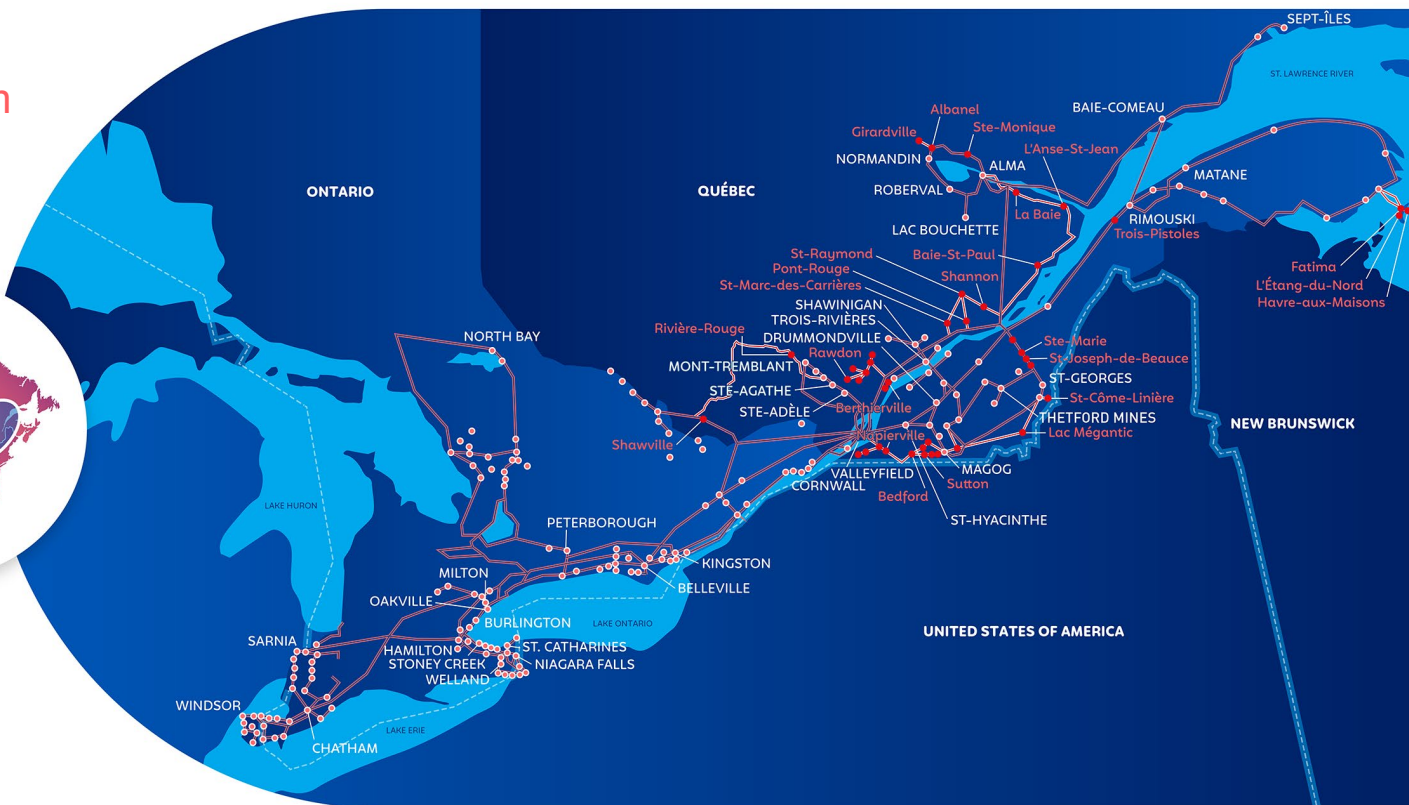 SEPT-ÎLES
ST. LAWRENCE RIVER
n
BAIE-COMEAU
Albanel
Girardville
Ste-Monique
NORMANDIN
L'Anse-St-Jean
ALMA
MATANE
ONTARIO
QUÉBEC
ROBERVAL
La Baie
RIMOUSKI
LAC BOUCHETTE
Trois-Pistoles
St-Raymond
Baie-St-Paul
Pont-Rouge
Shannon
Fatima
St-Marc-des-Carrières
L'Étang-du-Nord
SHAWINIGAN
Havre-aux-Maisons
TROIS-RIVIÈRES
Rivière-Rouge
NORTH BAY
DRUMMONDVILLE
Ste-Marie
Rawdon
St-Joseph-de-Beauce
MONT-TREMBLANT
ST-GEORGES
STE-AGATHE
St-Côme-Linière
STE-ADÈLE
Berthierville
THETFORD MINES
NEW BRUNSWICK
Lac Mégantic
Napierville
Shawville
MAGOG
VALLEYFIELD
Sutton
CORNWALL
Bedford
LAKE HURON
ST-HYACINTHE
PETERBOROUGH
KINGSTON
MILTON
BELLEVILLE
OAKVILLE
BURLINGTON
LAKE ONTARIO
UNITED STATES OF AMERICA
SARNIA
HAMILTON
ST. CATHARINES
STONEY CREEK
NIAGARA FALLS
WELLAND
WINDSOR
LAKE ERIE
CHATHAM